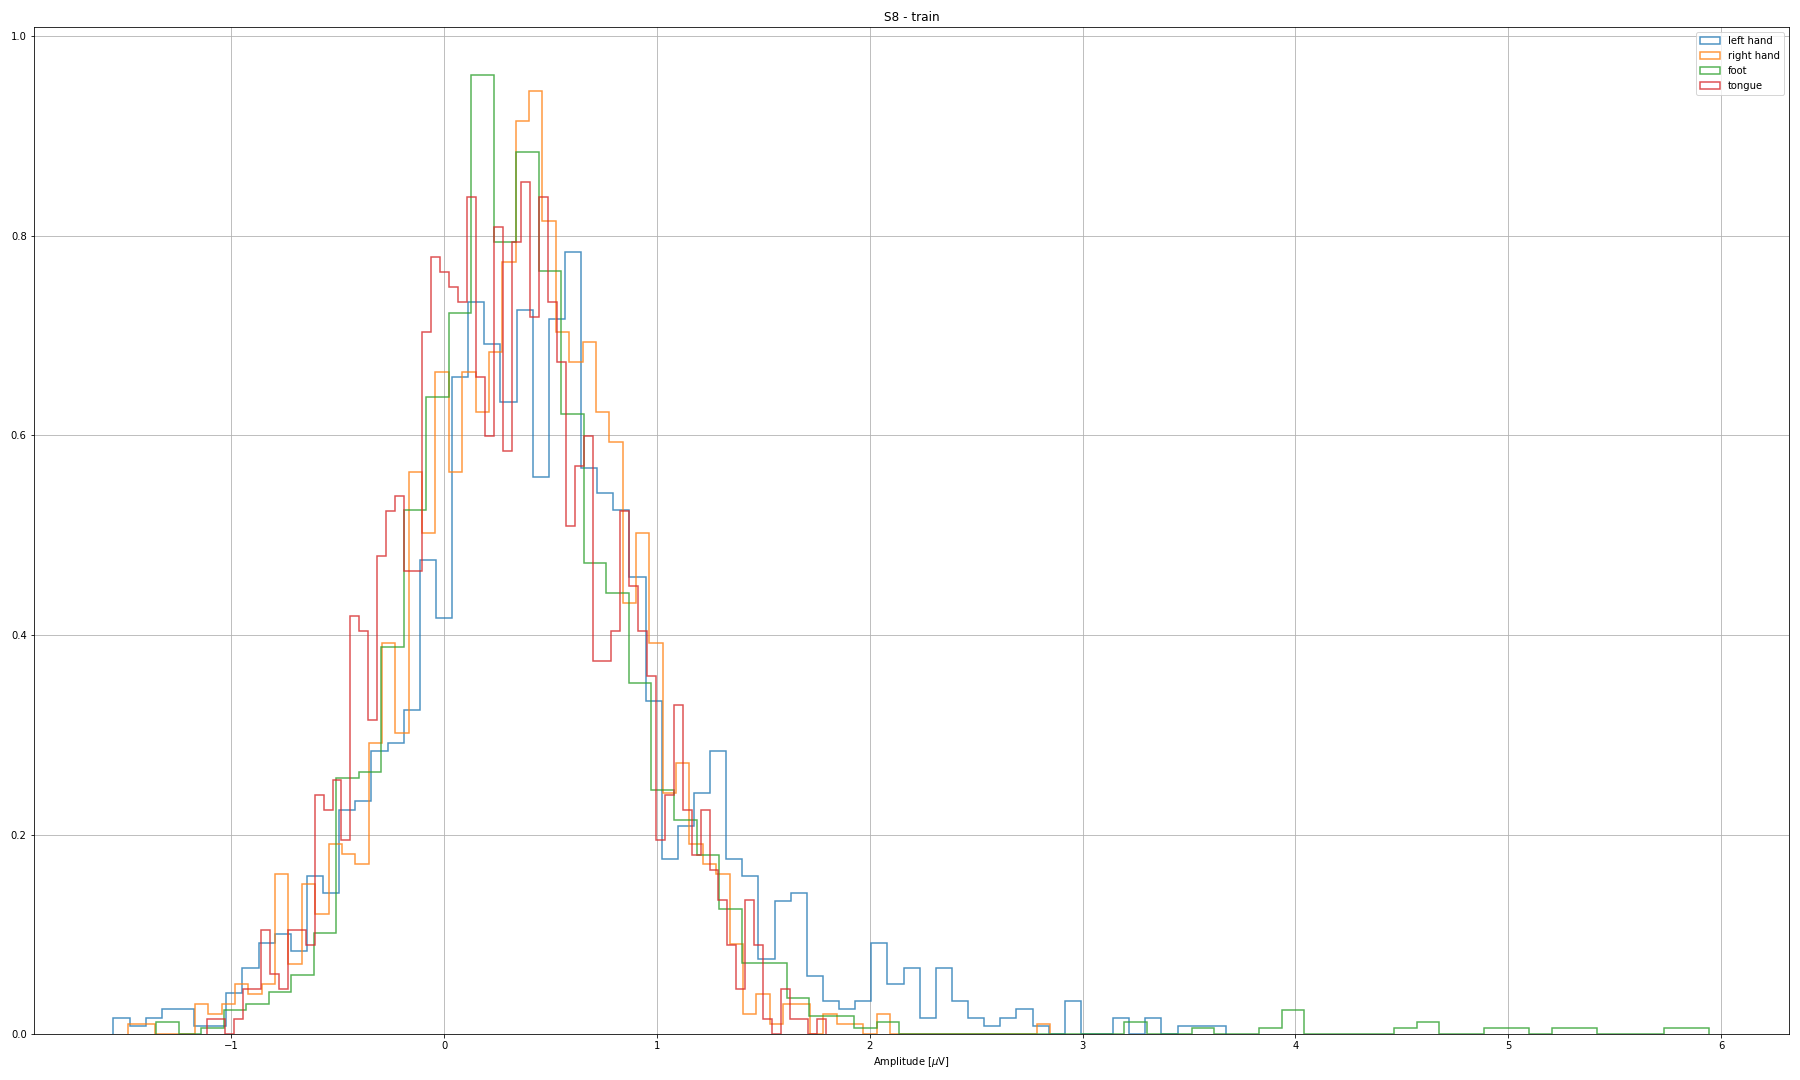 S8 - train
left hand
right hand
foot
tongue
1.0
0.8
0.6
0.4
0.2
0.0
−1 0 1 2 3 4 5 6
Amplitude [μV]